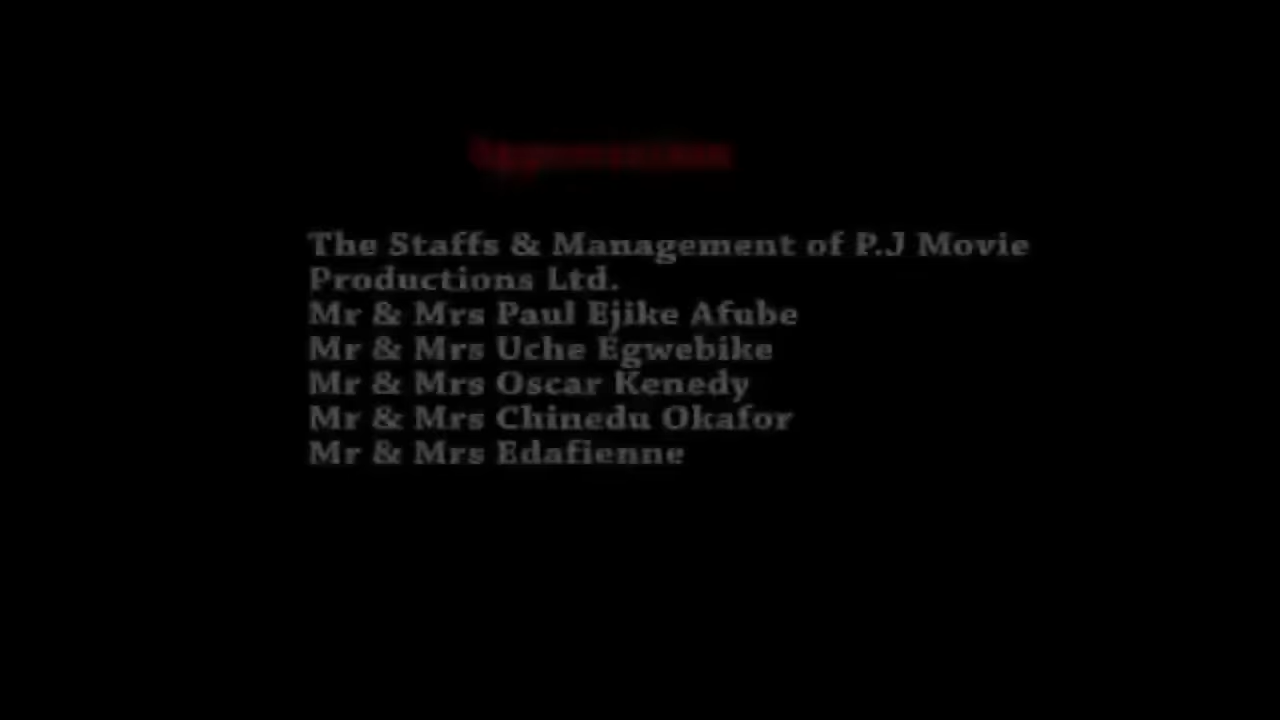 The Staffs & Management of P.J Movie
Productions Ltd.
Mr & Mrs Paul Ejike Afube
Mr & Mrs Uche Egwebike
Mr & Mrs Oscar Kenedy
Mr & Mrs Chinedu Okafor
Mr & Mrs Edafienne